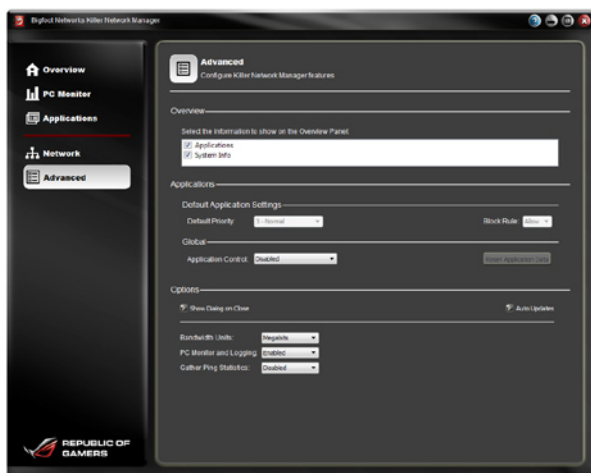 Bigfoot Networks Killer Network Manager
Overview
PC Monitor
Applications
Network
Advanced
REPUBLIC OF
GAMERS
Advanced
Configure Killer Network Manager features
Overview
Select the information to show on the Overview Panel:
Applications
System Info
Applications
Default Application Settings
Default Priority: 3 - Normal
Block Rule: Allow
Global
Application Control: Disabled
Reset Application Data
Options
Show Dialog on Close
Auto Updates
Bandwidth Units: Megabits
PC Monitor and Logging: Enabled
Gather Ping Statistics: Disabled